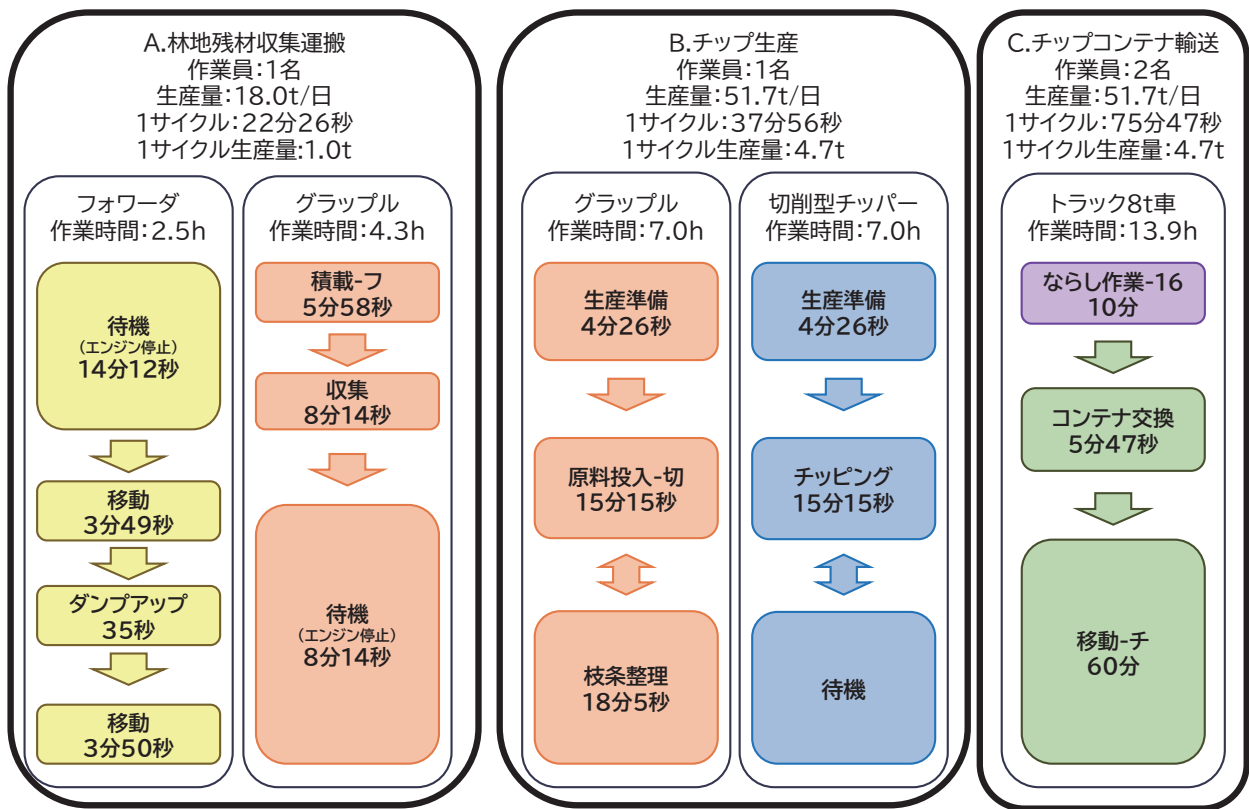 A.林地残材収集運搬
作業員:1名
生産量:18.0t/日
1サイクル:22分26秒
1サイクル生産量:1.0t
フォワーダ
作業時間:2.5h
待機
(エンジン停止)
14分12秒
移動
3分49秒
ダンプアップ
35秒
移動
3分50秒
グラップル
作業時間:4.3h
積載-フ
5分58秒
収集
8分14秒
待機
(エンジン停止)
8分14秒
B.チップ生産
作業員:1名
生産量:51.7t/日
1サイクル:37分56秒
1サイクル生産量:4.7t
グラップル
作業時間:7.0h
生産準備
4分26秒
原料投入-切
15分15秒
枝条整理
18分5秒
切削型チッパー
作業時間:7.0h
生産準備
4分26秒
チッピング
15分15秒
待機
C.チップコンテナ輸送
作業員:2名
生産量:51.7t/日
1サイクル:75分47秒
1サイクル生産量:4.7t
トラック8t車
作業時間:13.9h
ならし作業-16
10分
コンテナ交換
5分47秒
移動-チ
60分